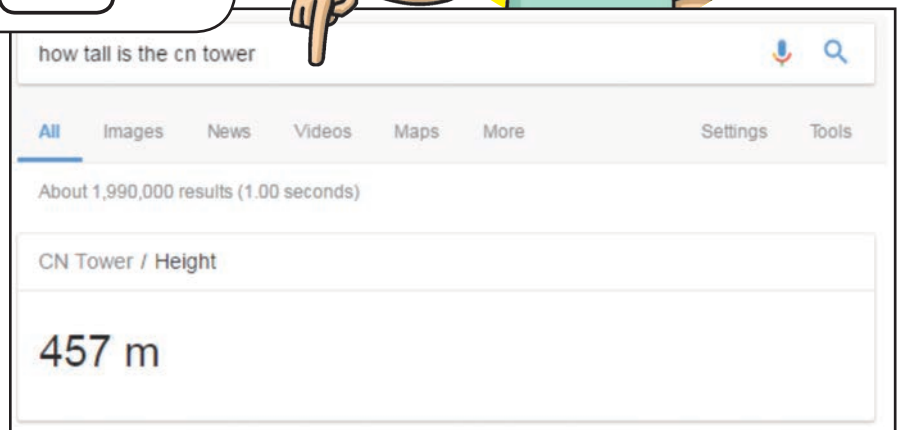 how tall is the cn tower
All Images News Videos Maps More Settings Tools
About 1,990,000 results (1.00 seconds)
CN Tower / Height
457 m